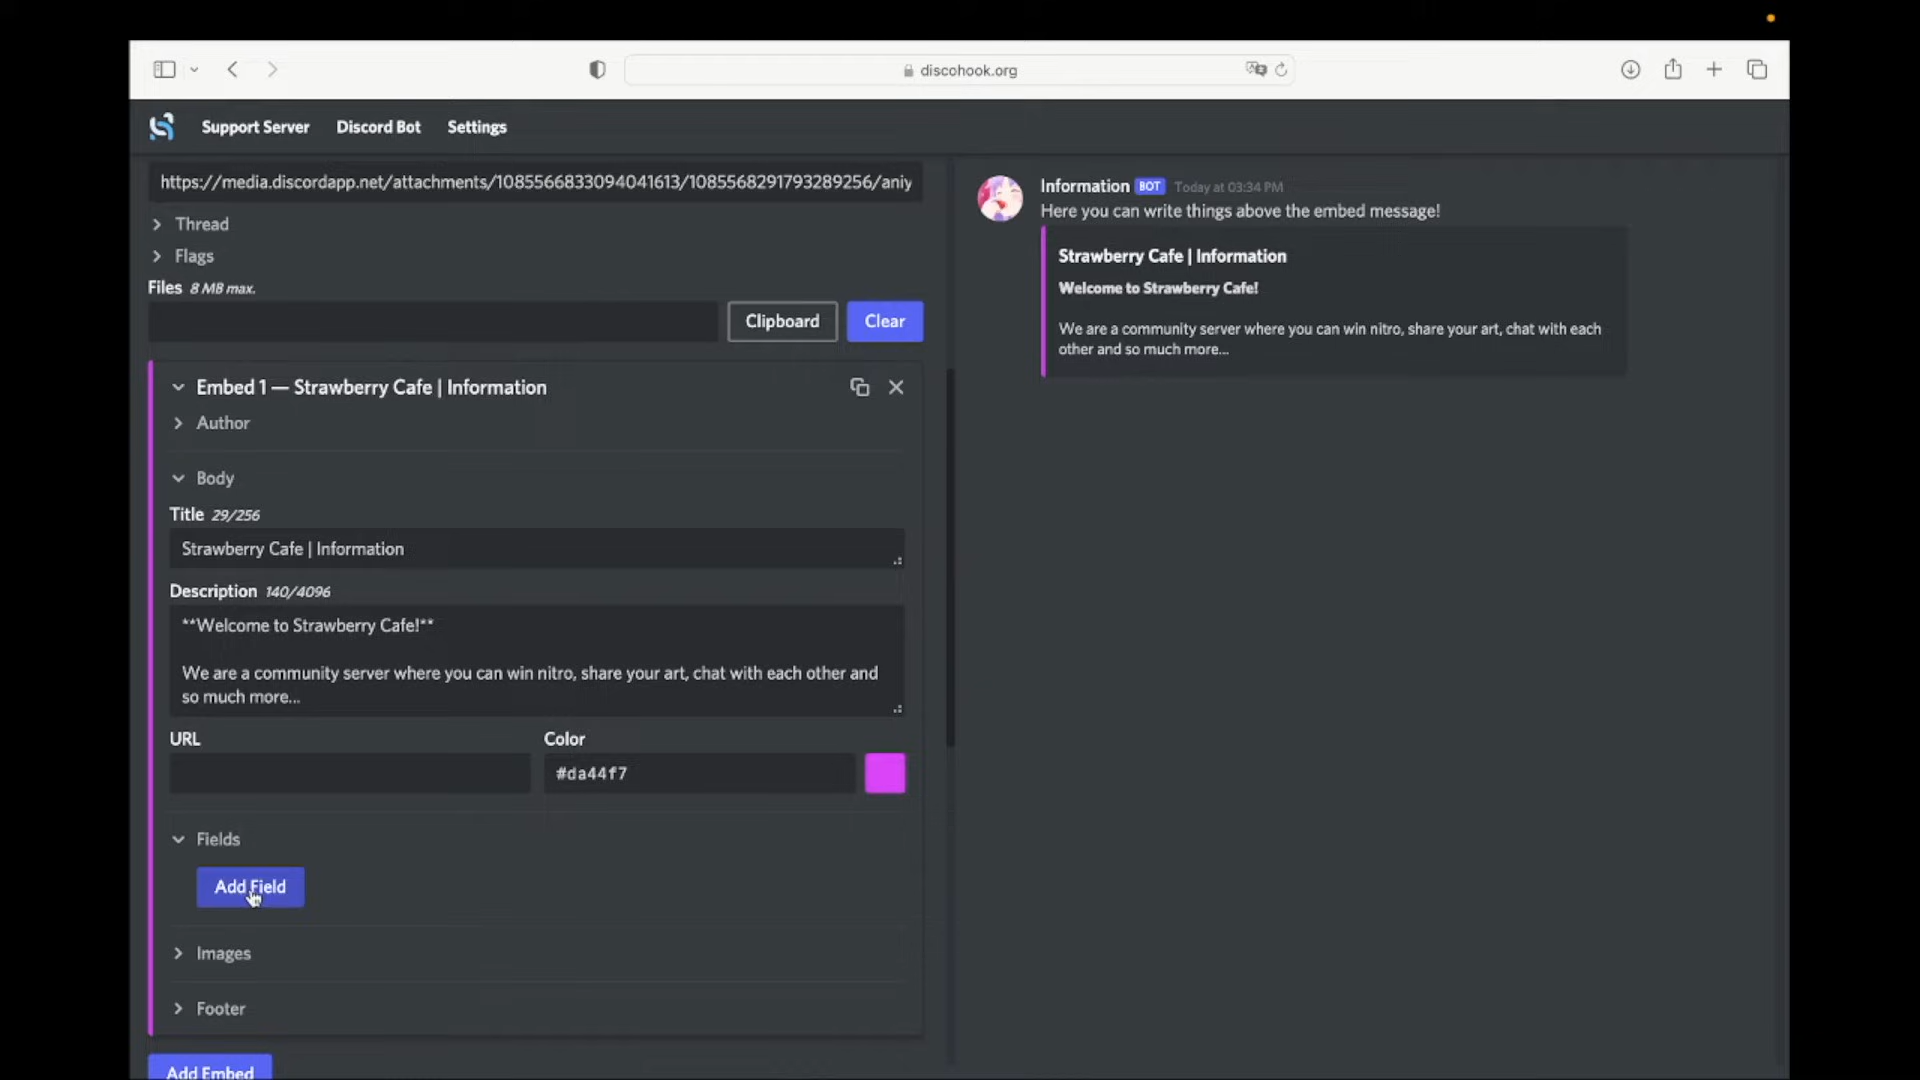 discohook.org
Support Server Discord Bot Settings
https://media.discordapp.net/attachments/1085566833094041613/1085568291793289256/aniy
Thread
Flags
Files 8 MB max.
Clipboard Clear
Embed 1 — Strawberry Cafe | Information
Author
Body
Title 29/256
Strawberry Cafe | Information
Description 140/4096
**Welcome to Strawberry Cafe!**
We are a community server where you can win nitro, share your art, chat with each other and
so much more...
URL Color
#da44f7
Fields
Add Field
Images
Footer
Add Embed
Information BOT Today at 03:34 PM
Here you can write things above the embed message!
Strawberry Cafe | Information
Welcome to Strawberry Cafe!
We are a community server where you can win nitro, share your art, chat with each
other and so much more...